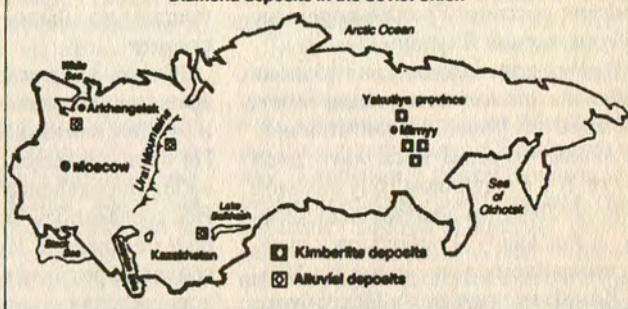 Diamond deposits in the Soviet Union
Arctic Ocean
White
Sea
Arkhangelsk
Yakutiya province
Mirnyy
Ural Mountains
Moscow
Sea
of
Okhotsk
Lake
Balkhash
Black
Sea
Kazakhstan
Kimberlite deposits
Alluvial deposits